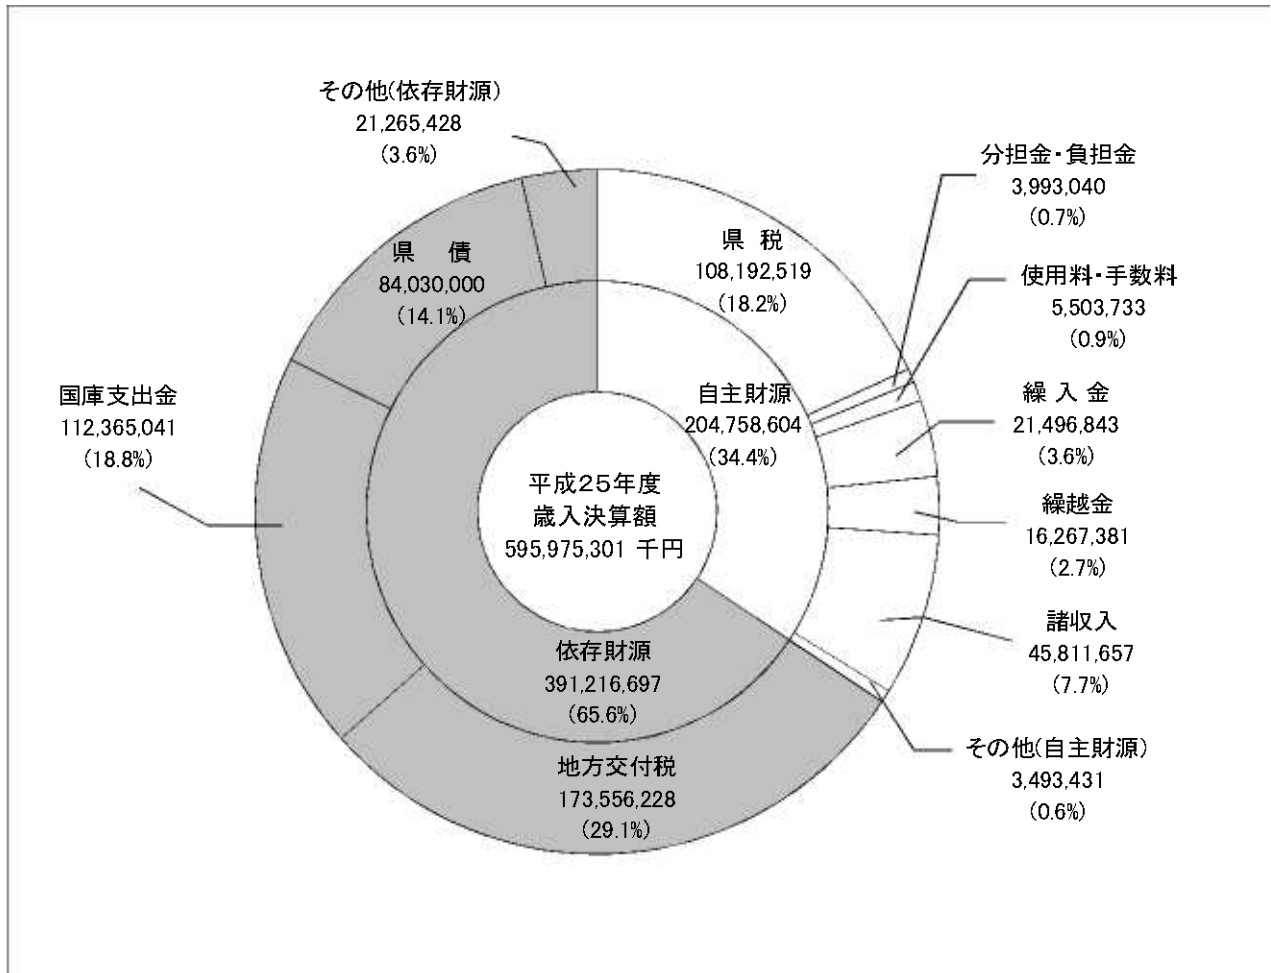 その他(依存財源)
21,265,428
(3.6%)
分担金・負担金
3,993,040
(0.7%)
県 税
108,192,519
(18.2%)
県 債
84,030,000
(14.1%)
使用料・手数料
5,503,733
(0.9%)
国庫支出金
112,365,041
(18.8%)
自主財源
204,758,604
(34.4%)
繰 入 金
21,496,843
(3.6%)
平成25年度
歳入決算額
595,975,301 千円
繰越金
16,267,381
(2.7%)
諸収入
45,811,657
(7.7%)
依存財源
391,216,697
(65.6%)
その他(自主財源)
3,493,431
(0.6%)
地方交付税
173,556,228
(29.1%)